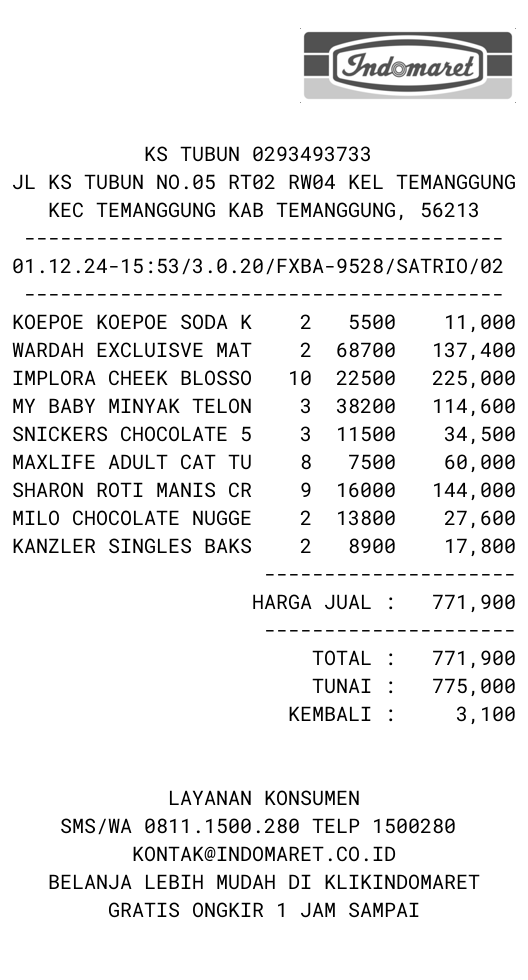 Indomaret
KS TUBUN 0293493733
JL KS TUBUN NO.05 RT02 RW04 KEL TEMANGGUNG
KEC TEMANGGUNG KAB TEMANGGUNG, 56213
----------------------------------------
01.12.24-15:53/3.0.20/FXBA-9528/SATRIO/02
----------------------------------------
KOEPOE KOEPOE SODA K 2 5500 11,000
WARDAH EXCLUISVE MAT 2 68700 137,400
IMPLORA CHEEK BLOSSO 10 22500 225,000
MY BABY MINYAK TELON 3 38200 114,600
SNICKERS CHOCOLATE 5 3 11500 34,500
MAXLIFE ADULT CAT TU 8 7500 60,000
SHARON ROTI MANIS CR 9 16000 144,000
MILO CHOCOLATE NUGGE 2 13800 27,600
KANZLER SINGLES BAKS 2 8900 17,800
---------------------
HARGA JUAL : 771,900
---------------------
TOTAL : 771,900
TUNAI : 775,000
KEMBALI : 3,100
LAYANAN KONSUMEN
SMS/WA 0811.1500.280 TELP 1500280
KONTAK@INDOMARET.CO.ID
BELANJA LEBIH MUDAH DI KLIKINDOMARET
GRATIS ONGKIR 1 JAM SAMPAI